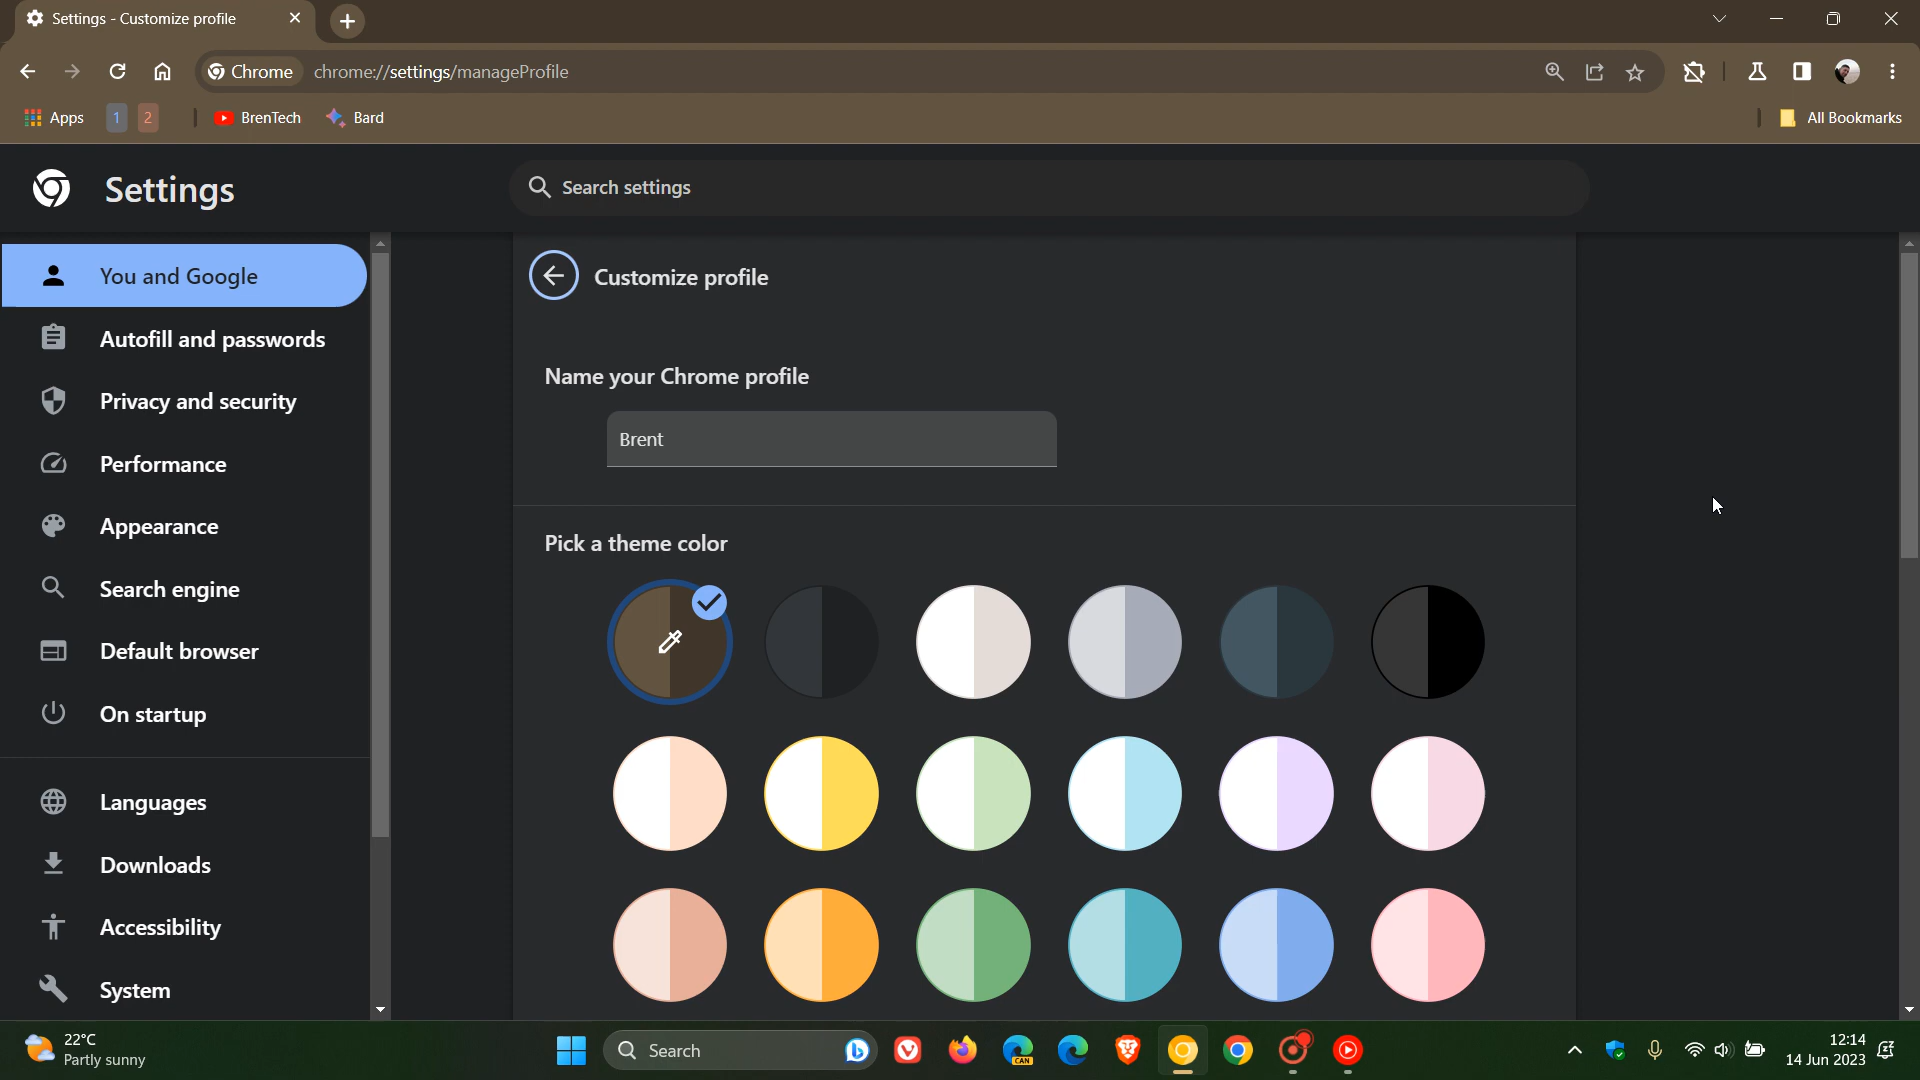 Settings - Customize profile
Chrome chrome://settings/manageProfile
Apps 1 2 BrenTech Bard All Bookmarks
Settings
Search settings
You and Google
Autofill and passwords
Privacy and security
Performance
Appearance
Search engine
Default browser
On startup
Languages
Downloads
Accessibility
System
Customize profile
Name your Chrome profile
Brent
Pick a theme color
22°C
Partly sunny
Search
CAN
12:14
14 Jun 2023